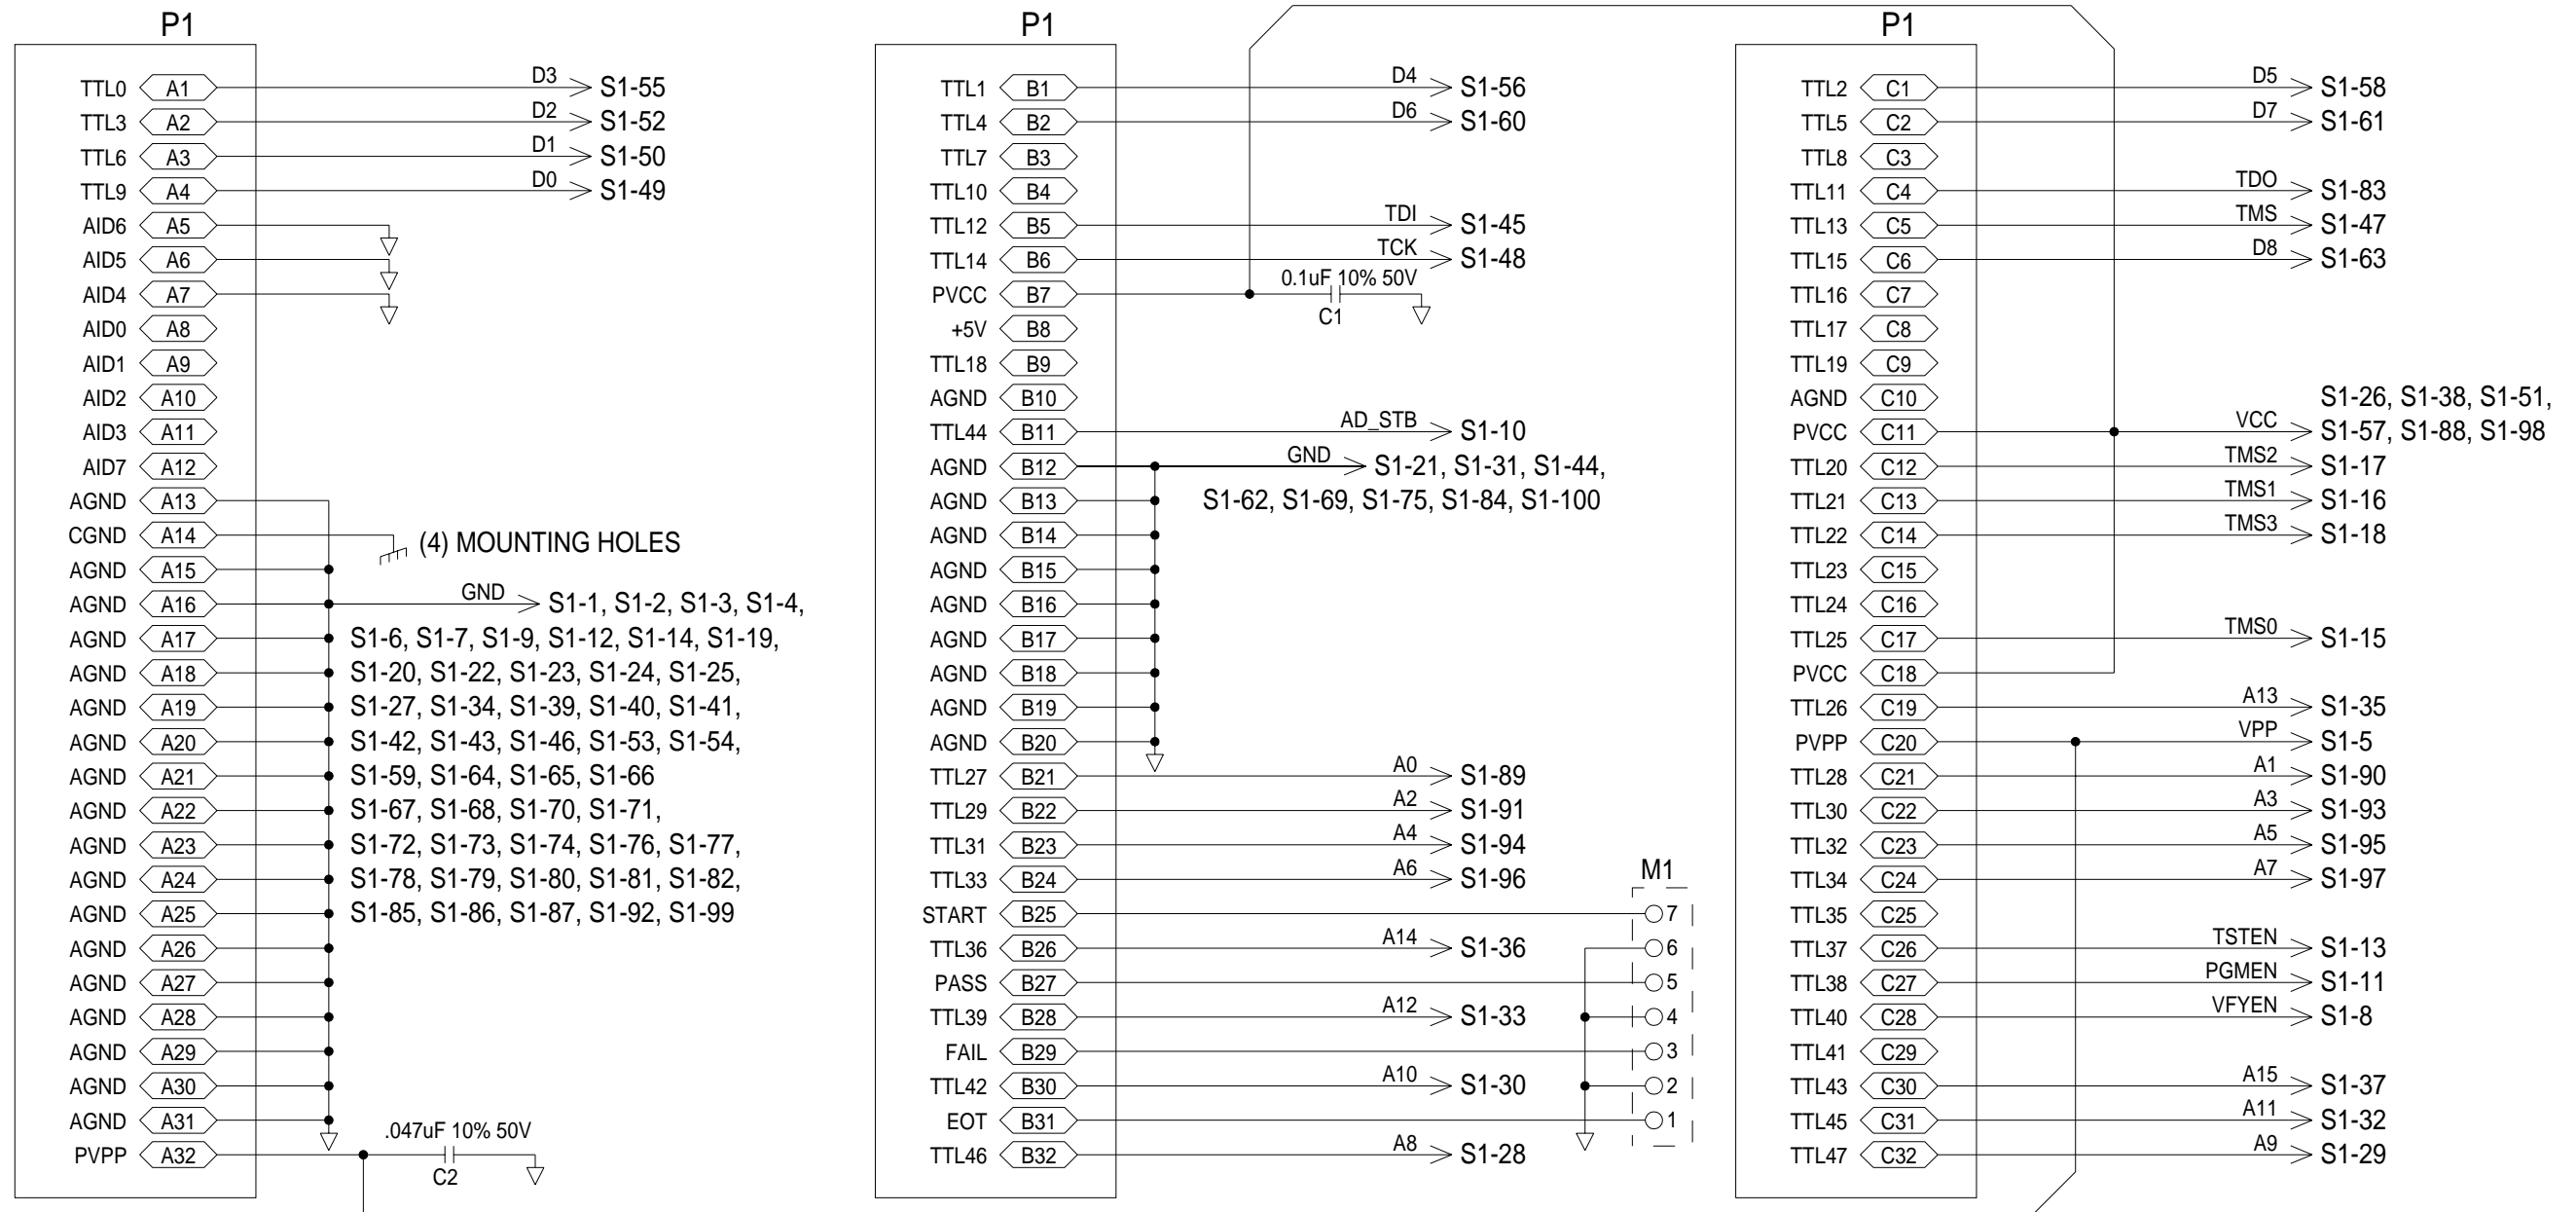 P1
TTL0 A1 D3 S1-55
TTL3 A2 D2 S1-52
TTL6 A3 D1 S1-50
TTL9 A4 D0 S1-49
AID6 A5
AID5 A6
AID4 A7
AID0 A8
AID1 A9
AID2 A10
AID3 A11
AID7 A12
AGND A13
CGND A14 (4) MOUNTING HOLES
AGND A15
AGND A16 GND S1-1, S1-2, S1-3, S1-4,
AGND A17 S1-6, S1-7, S1-9, S1-12, S1-14, S1-19,
AGND A18 S1-20, S1-22, S1-23, S1-24, S1-25,
AGND A19 S1-27, S1-34, S1-39, S1-40, S1-41,
AGND A20 S1-42, S1-43, S1-46, S1-53, S1-54,
AGND A21 S1-59, S1-64, S1-65, S1-66
AGND A22 S1-67, S1-68, S1-70, S1-71,
AGND A23 S1-72, S1-73, S1-74, S1-76, S1-77,
AGND A24 S1-78, S1-79, S1-80, S1-81, S1-82,
AGND A25 S1-85, S1-86, S1-87, S1-92, S1-99
AGND A26
AGND A27
AGND A28
AGND A29
AGND A30
AGND A31
.047uF 10% 50V
PVPP A32
C2
P1
TTL1 B1 D4 S1-56
TTL4 B2 D6 S1-60
TTL7 B3
TTL10 B4
TTL12 B5 TDI S1-45
TTL14 B6 TCK S1-48
0.1uF 10% 50V
PVCC B7
C1
+5V B8
TTL18 B9
AGND B10
TTL44 B11 AD_STB S1-10
AGND B12 GND S1-21, S1-31, S1-44,
AGND B13 S1-62, S1-69, S1-75, S1-84, S1-100
AGND B14
AGND B15
AGND B16
AGND B17
AGND B18
AGND B19
AGND B20
TTL27 B21 A0 S1-89
TTL29 B22 A2 S1-91
TTL31 B23 A4 S1-94
TTL33 B24 A6 S1-96
M1
START B25 7
TTL36 B26 A14 S1-36 6
PASS B27 5
TTL39 B28 A12 S1-33 4
FAIL B29 3
TTL42 B30 A10 S1-30 2
EOT B31 1
TTL46 B32 A8 S1-28
P1
TTL2 C1 D5 S1-58
TTL5 C2 D7 S1-61
TTL8 C3
TTL11 C4 TDO S1-83
TTL13 C5 TMS S1-47
TTL15 C6 D8 S1-63
TTL16 C7
TTL17 C8
TTL19 C9
AGND C10 S1-26, S1-38, S1-51,
PVCC C11 VCC S1-57, S1-88, S1-98
TTL20 C12 TMS2 S1-17
TTL21 C13 TMS1 S1-16
TTL22 C14 TMS3 S1-18
TTL23 C15
TTL24 C16
TTL25 C17 TMS0 S1-15
PVCC C18
TTL26 C19 A13 S1-35
PVPP C20 VPP S1-5
TTL28 C21 A1 S1-90
TTL30 C22 A3 S1-93
TTL32 C23 A5 S1-95
TTL34 C24 A7 S1-97
TTL35 C25
TTL37 C26 TSTEN S1-13
TTL38 C27 PGMEN S1-11
TTL40 C28 VFYEN S1-8
TTL41 C29
TTL43 C30 A15 S1-37
TTL45 C31 A11 S1-32
TTL47 C32 A9 S1-29